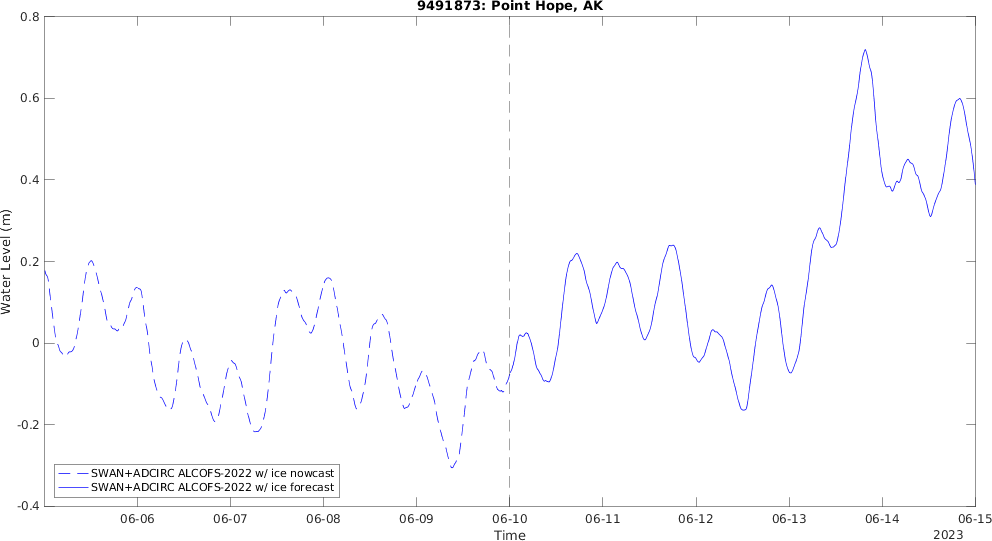 9491873: Point Hope, AK
0.8
0.6
0.4
0.2
0
-0.2
-0.4
Water Level (m)
SWAN+ADCIRC ALCOFS-2022 w/ ice nowcast
SWAN+ADCIRC ALCOFS-2022 w/ ice forecast
06-06 06-07 06-08 06-09 06-10 06-11 06-12 06-13 06-14 06-15
Time
2023